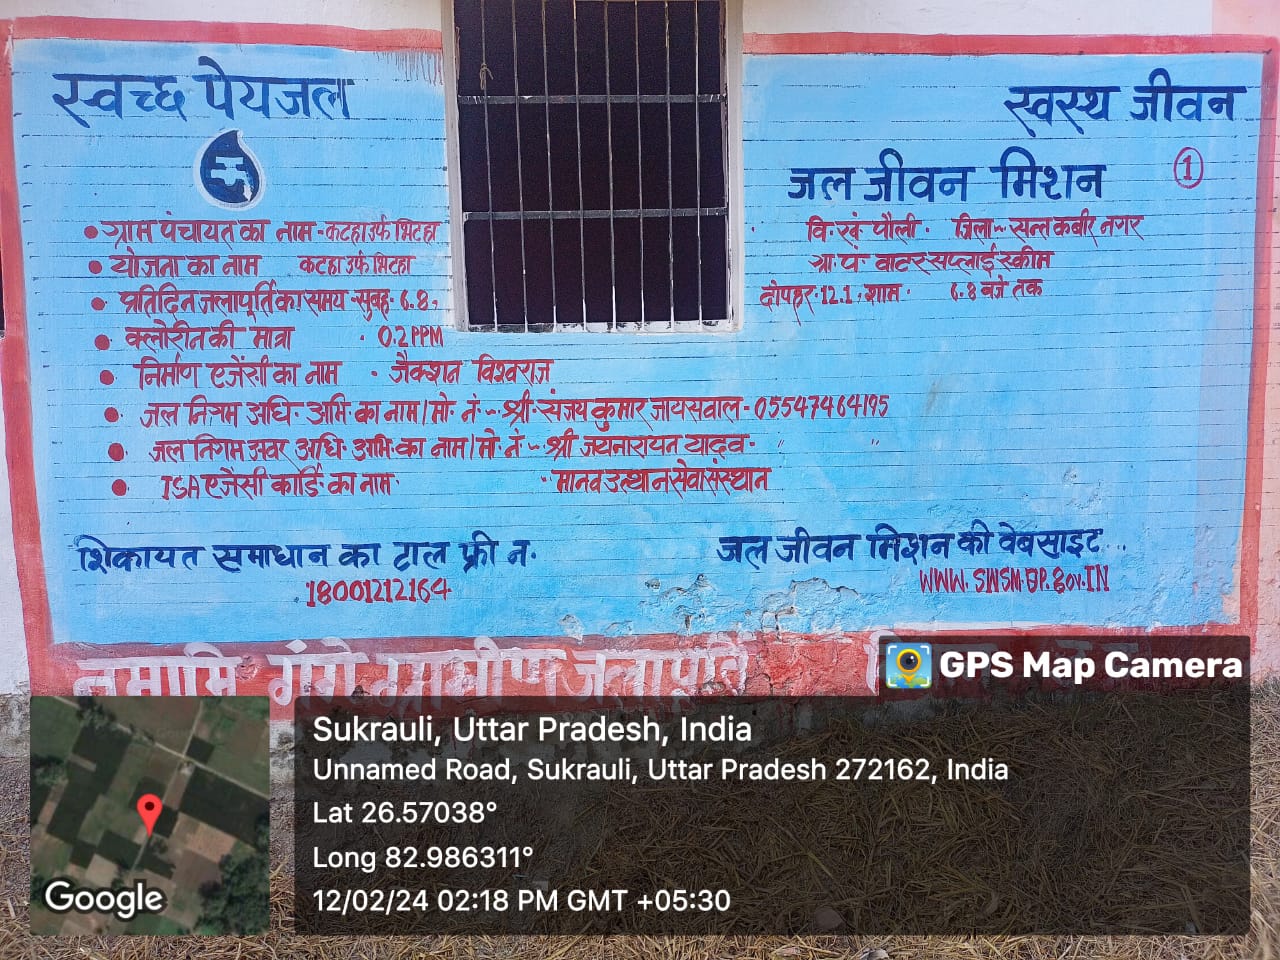 स्वच्छ पेयजल
स्वस्थ जीवन
जल जीवन मिशन
1
• ग्राम पंचायत का नाम - कटहा उर्फ भिटहा
वि. खं पौली. जिला - सन्त कबीर नगर
• योजना का नाम कटहा उर्फ भिटहा
ग्रा. पं. वाटर सप्लाई स्कीम
• प्रतिदिन जलापूर्ति का समय - सुबह - 6.8,
दोपहर. 12.1, शाम. 6.8 बजे तक
• क्लोरीन की मात्रा . 0.2 PPM
• निर्माण एजेंसी का नाम . जैक्शन विश्वराज
• जल निगम अधि. अभि. का नाम / मो. नं - श्री. संजय कुमार जायसवाल - 05547464195
• जल निगम अवर अधि. अभि. का नाम / मो. नं - श्री जयनारायन यादव - " "
• ISA एजेंसी कार्डि. का नाम . मानव उत्थान सेवा संस्थान
शिकायत समाधान का टाल फ्री न.
18001212164
जल जीवन मिशन की वेबसाइट...
WWW. SWSM.UP.Gov.IN
नमामि गंगे ग्रामीण जलापूर्ति
GPS Map Camera
Google
Sukrauli, Uttar Pradesh, India
Unnamed Road, Sukrauli, Uttar Pradesh 272162, India
Lat 26.57038°
Long 82.986311°
12/02/24 02:18 PM GMT +05:30